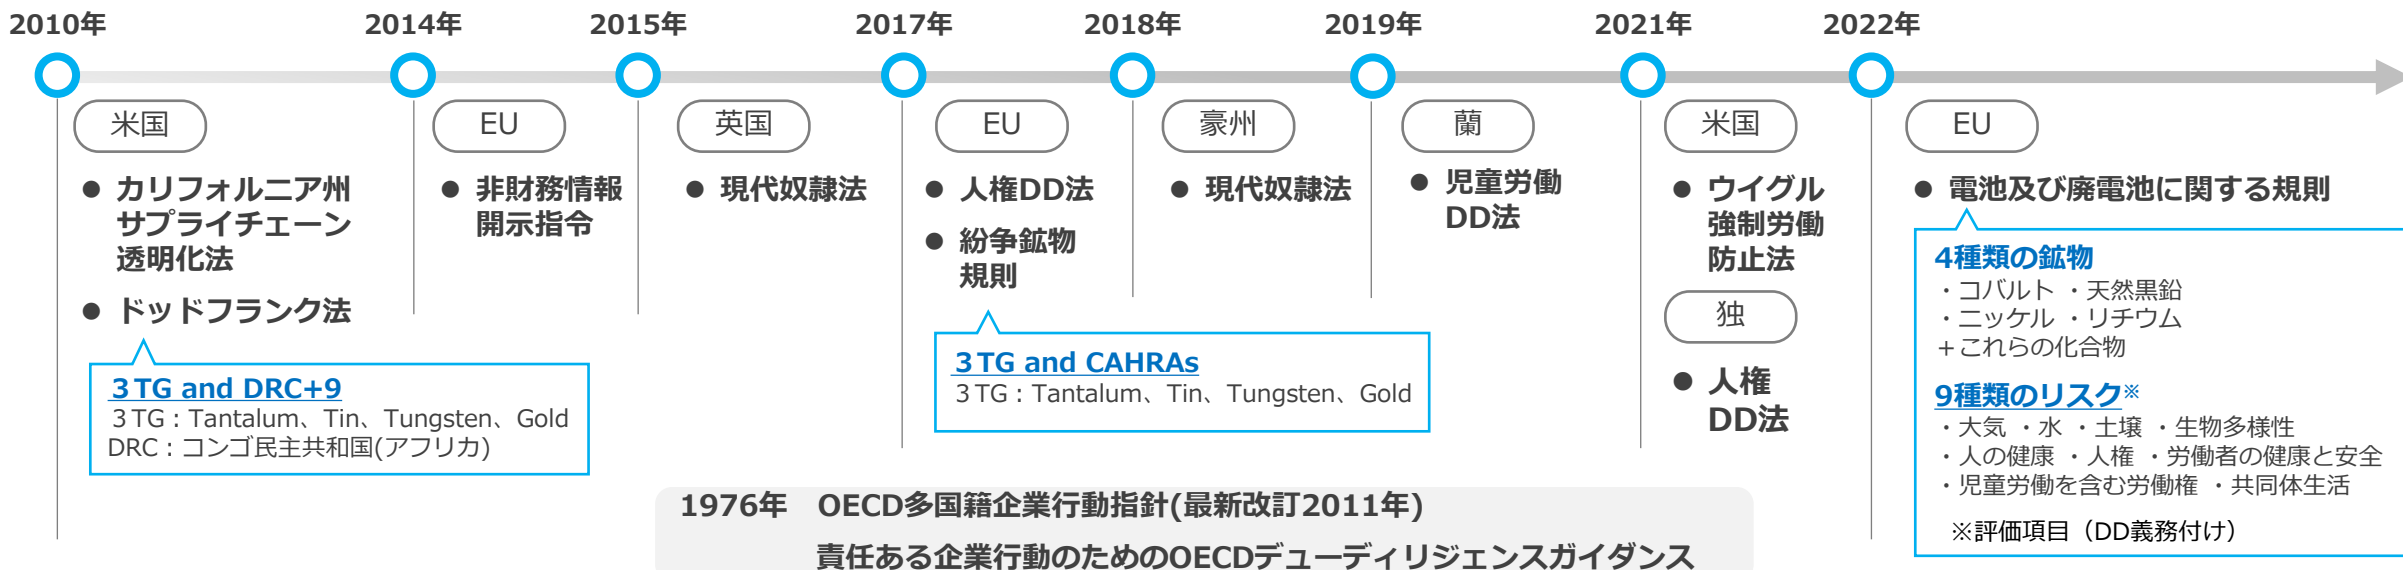 2010年
2014年
2015年
2017年
2018年
2019年
2021年
2022年
米国
● カリフォルニア州
サプライチェーン
透明化法
● ドッドフランク法
3TG and DRC+9
3TG：Tantalum、Tin、Tungsten、Gold
DRC：コンゴ民主共和国(アフリカ)
EU
● 非財務情報
開示指令
英国
● 現代奴隷法
EU
● 人権DD法
● 紛争鉱物
規則
3TG and CAHRAs
3TG：Tantalum、Tin、Tungsten、Gold
豪州
● 現代奴隷法
蘭
● 児童労働
DD法
米国
● ウイグル
強制労働
防止法
独
● 人権
DD法
EU
● 電池及び廃電池に関する規則
4種類の鉱物
・コバルト ・天然黒鉛
・ニッケル ・リチウム
＋これらの化合物
9種類のリスク※
・大気 ・水 ・土壌 ・生物多様性
・人の健康 ・人権 ・労働者の健康と安全
・児童労働を含む労働権 ・共同体生活
※評価項目（DD義務付け）
1976年 OECD多国籍企業行動指針(最新改訂2011年)
責任ある企業行動のためのOECDデューディリジェンスガイダンス